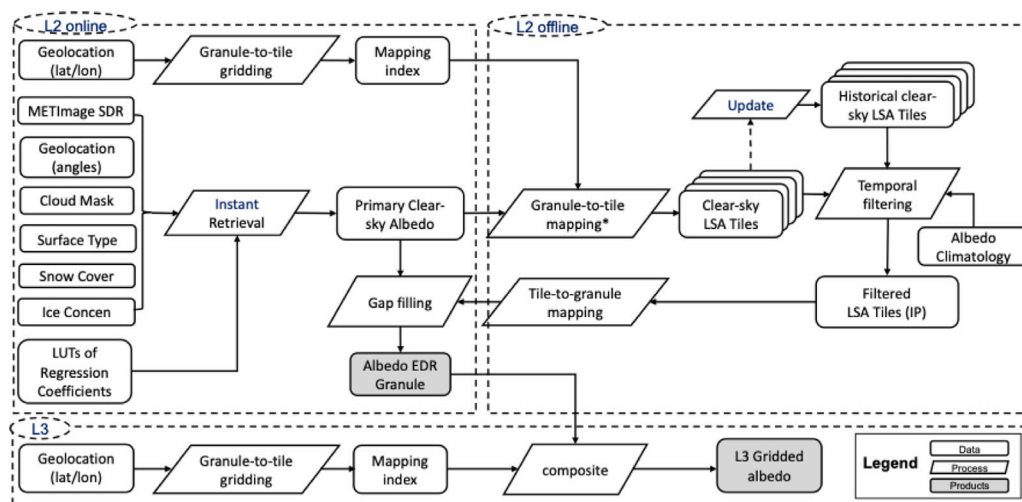 L2 online
L2 offline
Geolocation
(lat/lon)
Granule-to-tile
gridding
Mapping
index
METImage SDR
Geolocation
(angles)
Cloud Mask
Surface Type
Snow Cover
Ice Concen
LUTs of
Regression
Coefficients
Instant
Retrieval
Primary Clear-
sky Albedo
Gap filling
Albedo EDR
Granule
Granule-to-tile
mapping*
Clear-sky
LSA Tiles
Update
Historical clear-
sky LSA Tiles
Temporal
filtering
Albedo
Climatology
Filtered
LSA Tiles (IP)
Tile-to-granule
mapping
L3
Geolocation
(lat/lon)
Granule-to-tile
gridding
Mapping
index
composite
L3 Gridded
albedo
Legend
Data
Process
Products